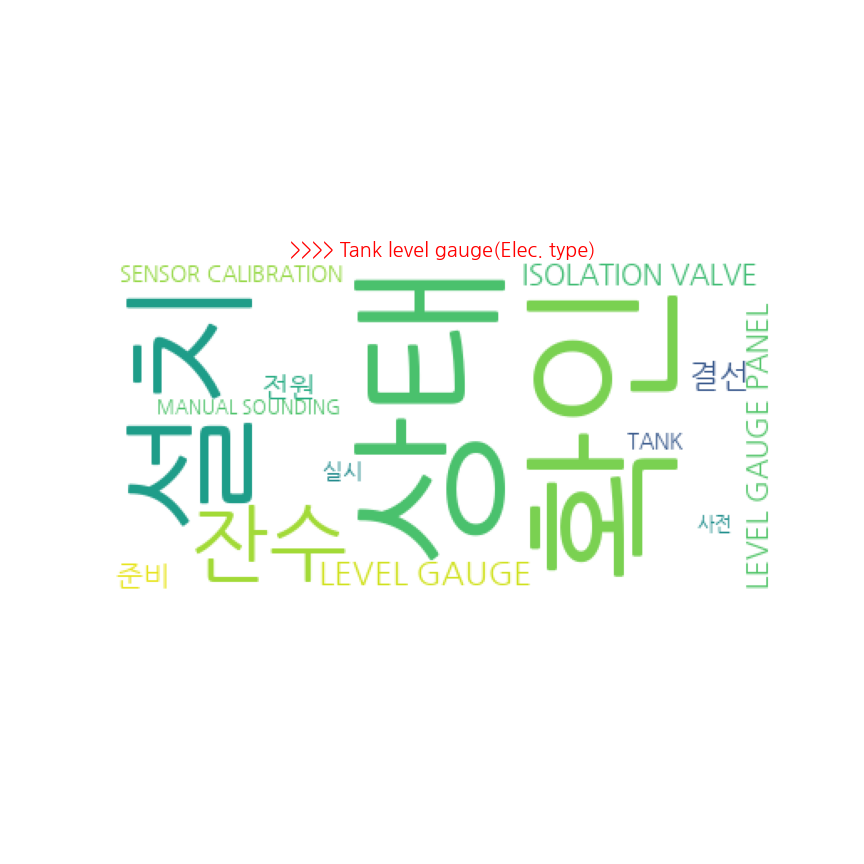 >>>> Tank level gauge(Elec. type)
SENSOR CALIBRATION
ISOLATION VALVE
설치
상태
확인
전원
결선
MANUAL SOUNDING
LEVEL GAUGE PANEL
TANK
실시
잔수
사전
준비
LEVEL GAUGE